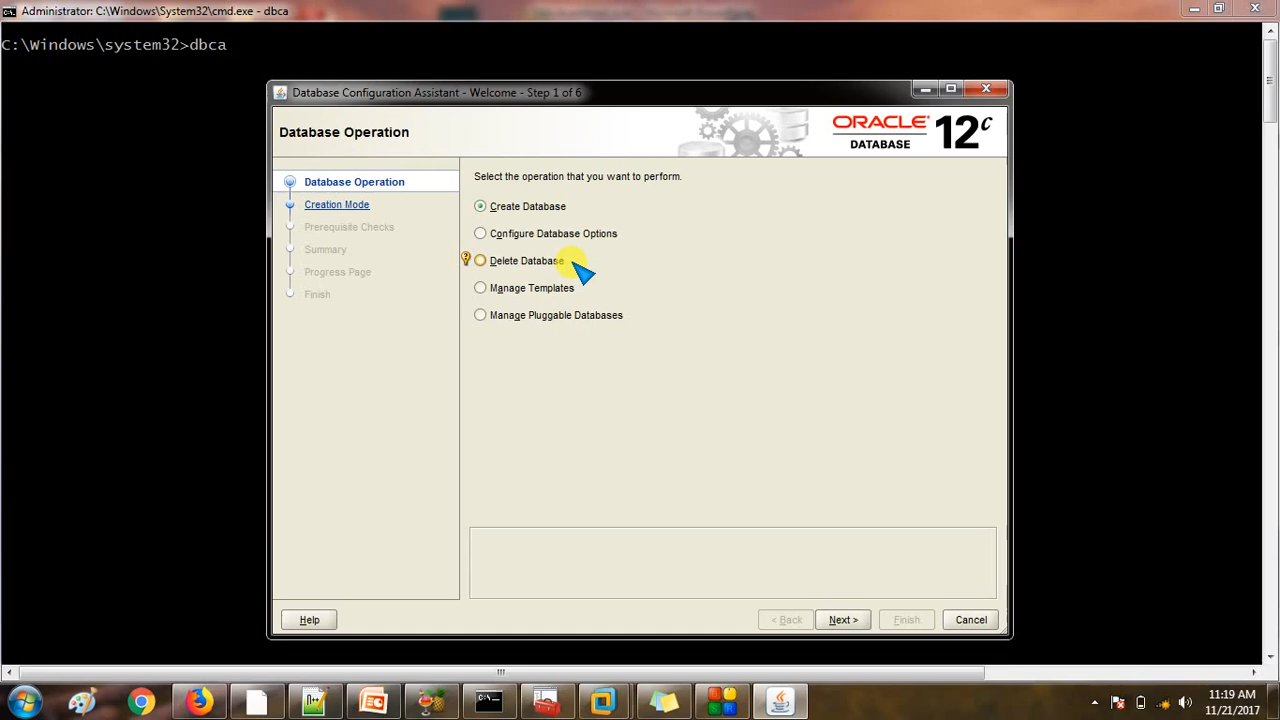 Administrator: C:\Windows\System32\cmd.exe - dbca
C:\Windows\system32>dbca
Database Configuration Assistant - Welcome - Step 1 of 6
Database Operation
ORACLE
DATABASE
12c
Database Operation
Creation Mode
Prerequisite Checks
Summary
Progress Page
Finish
Select the operation that you want to perform.
Create Database
Configure Database Options
Delete Database
Manage Templates
Manage Pluggable Databases
Help
< Back
Next >
Finish
Cancel
11:19 AM
11/21/2017